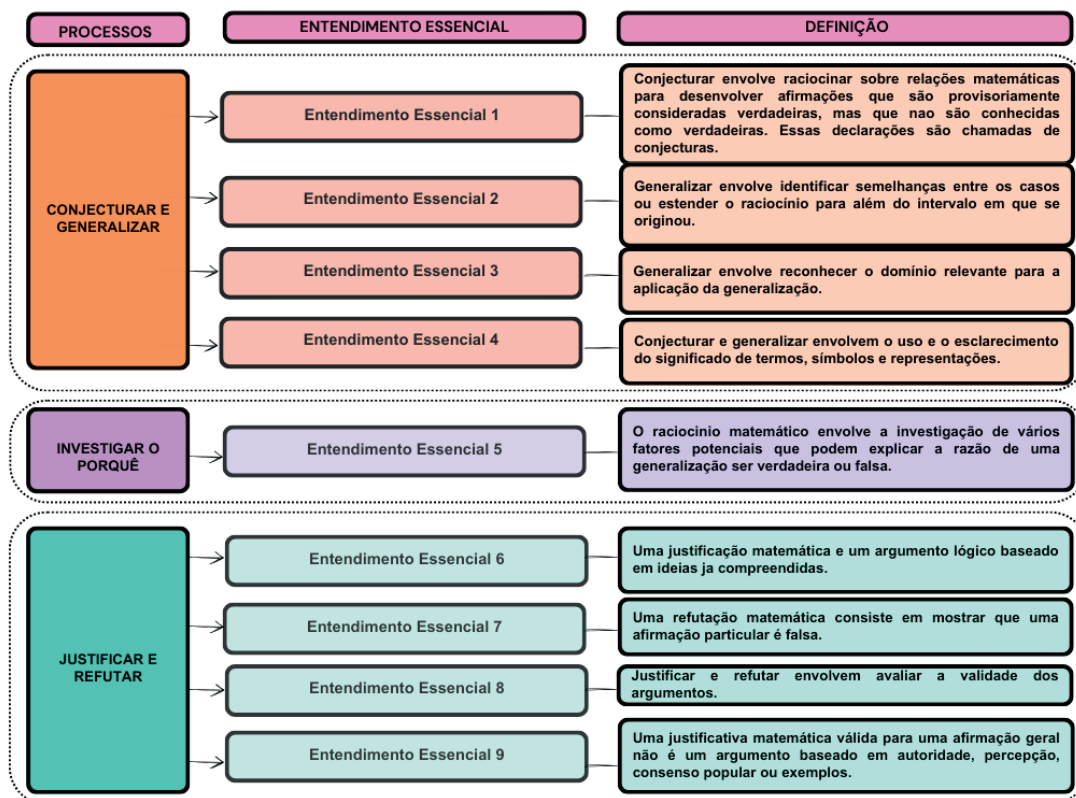 PROCESSOS
ENTENDIMENTO ESSENCIAL
DEFINIÇÃO
CONJECTURAR E
GENERALIZAR
Entendimento Essencial 1
Conjecturar envolve raciocinar sobre relações matemáticas
para desenvolver afirmações que são provisoriamente
consideradas verdadeiras, mas que nao são conhecidas
como verdadeiras. Essas declarações são chamadas de
conjecturas.
Entendimento Essencial 2
Generalizar envolve identificar semelhanças entre os casos
ou estender o raciocínio para além do intervalo em que se
originou.
Entendimento Essencial 3
Generalizar envolve reconhecer o domínio relevante para a
aplicação da generalização.
Entendimento Essencial 4
Conjecturar e generalizar envolvem o uso e o esclarecimento
do significado de termos, símbolos e representações.
INVESTIGAR O
PORQUÊ
Entendimento Essencial 5
O raciocinio matemático envolve a investigação de vários
fatores potenciais que podem explicar a razão de uma
generalização ser verdadeira ou falsa.
JUSTIFICAR E
REFUTAR
Entendimento Essencial 6
Uma justificação matemática e um argumento lógico baseado
em ideias ja compreendidas.
Entendimento Essencial 7
Uma refutação matemática consiste em mostrar que uma
afirmação particular é falsa.
Entendimento Essencial 8
Justificar e refutar envolvem avaliar a validade dos
argumentos.
Entendimento Essencial 9
Uma justificativa matemática válida para uma afirmação geral
não é um argumento baseado em autoridade, percepção,
consenso popular ou exemplos.